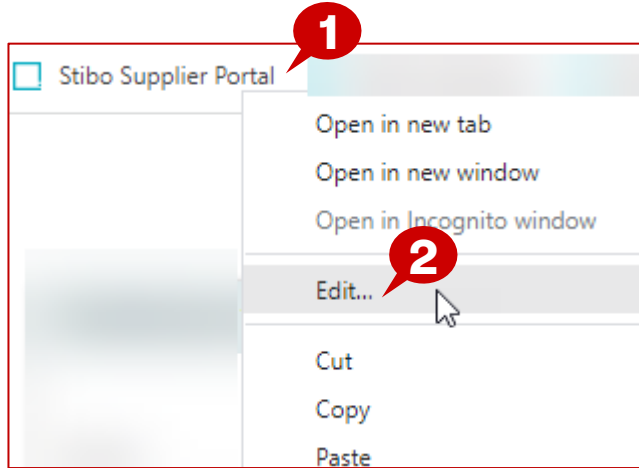 1
Stibo Supplier Portal
Open in new tab
Open in new window
Open in Incognito window
2
Edit...
Cut
Copy
Paste